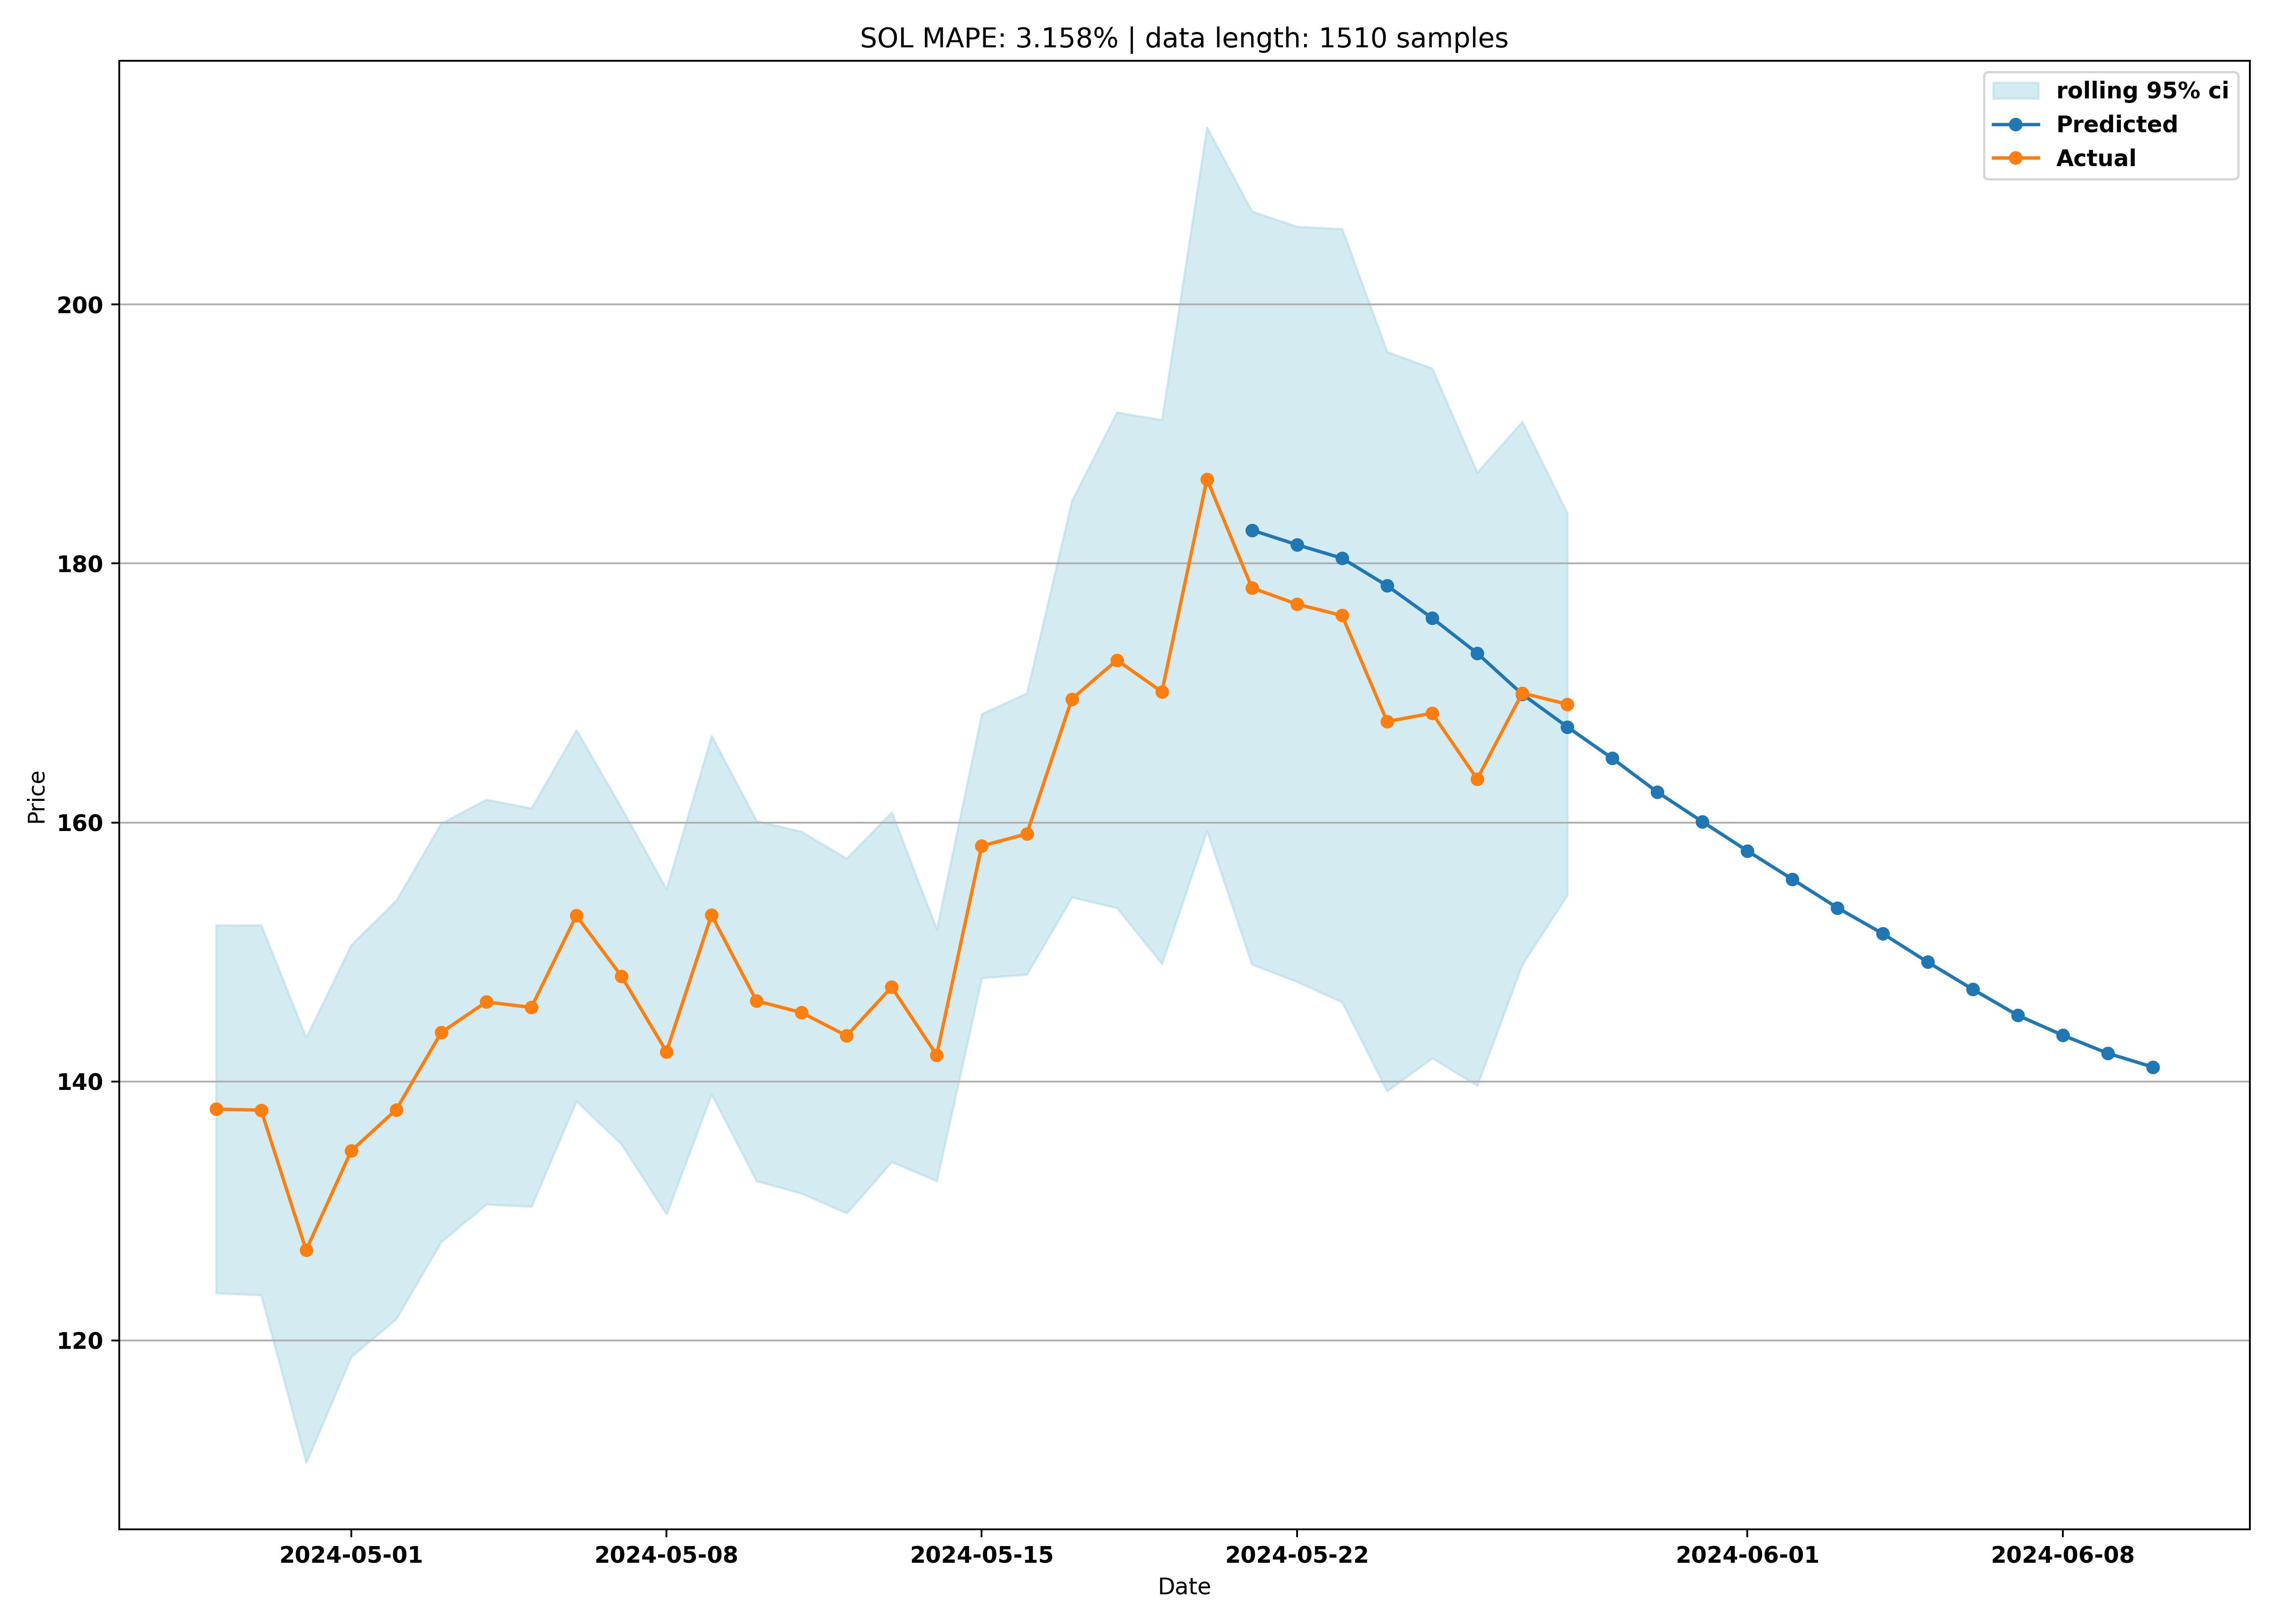 SOL MAPE: 3.158% | data length: 1510 samples
rolling 95% ci
Predicted
Actual
200
180
160
140
120
Price
2024-05-01 2024-05-08 2024-05-15 2024-05-22 2024-06-01 2024-06-08
Date